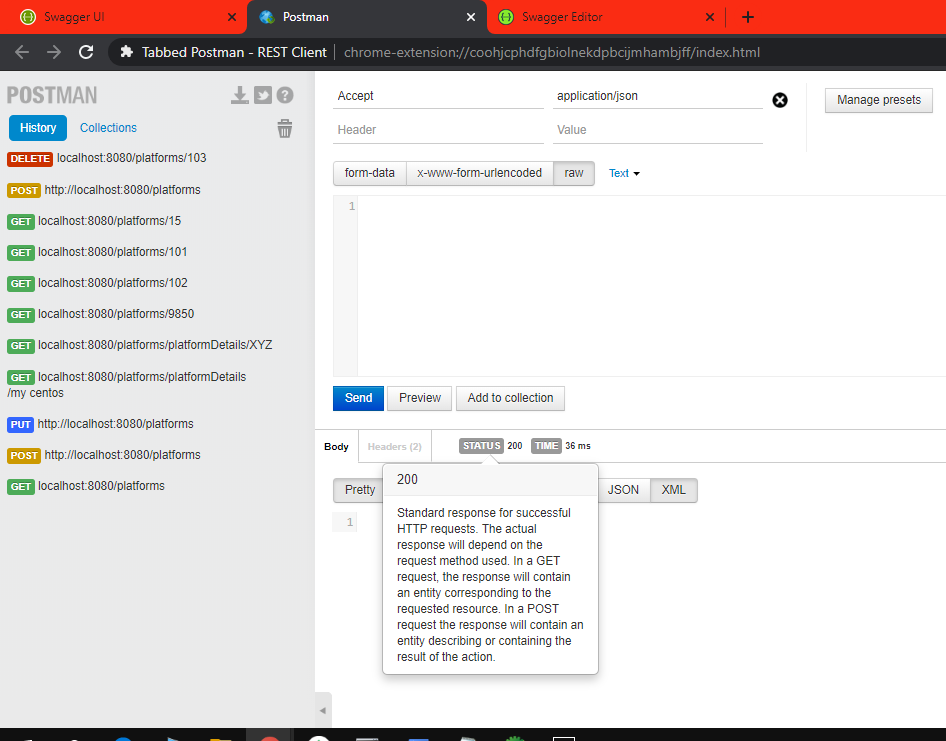 Swagger UI
Postman
Swagger Editor
Tabbed Postman - REST Client
chrome-extension://coohjcphdfgbiolnekdpbcijmhambjff/index.html
POSTMAN
History
Collections
DELETE localhost:8080/platforms/103
POST http://localhost:8080/platforms
GET localhost:8080/platforms/15
GET localhost:8080/platforms/101
GET localhost:8080/platforms/102
GET localhost:8080/platforms/9850
GET localhost:8080/platforms/platformDetails/XYZ
GET localhost:8080/platforms/platformDetails
/my centos
PUT http://localhost:8080/platforms
POST http://localhost:8080/platforms
GET localhost:8080/platforms
Accept application/json
Manage presets
Header Value
form-data x-www-form-urlencoded raw Text
1
Send Preview Add to collection
Body Headers (2) STATUS 200 TIME 36 ms
Pretty JSON XML
1
200
Standard response for successful
HTTP requests. The actual
response will depend on the
request method used. In a GET
request, the response will contain
an entity corresponding to the
requested resource. In a POST
request the response will contain an
entity describing or containing the
result of the action.